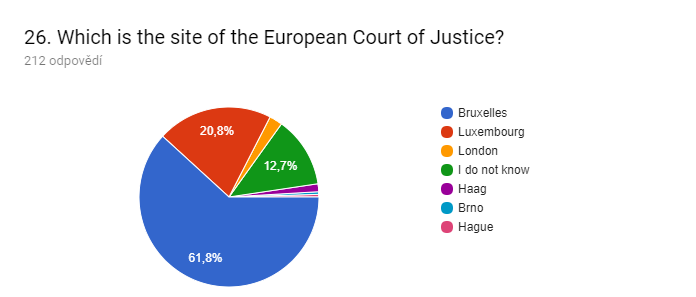 26. Which is the site of the European Court of Justice?
212 odpovědí
20,8%
12,7%
61,8%
Bruxelles
Luxembourg
London
I do not know
Haag
Brno
Hague